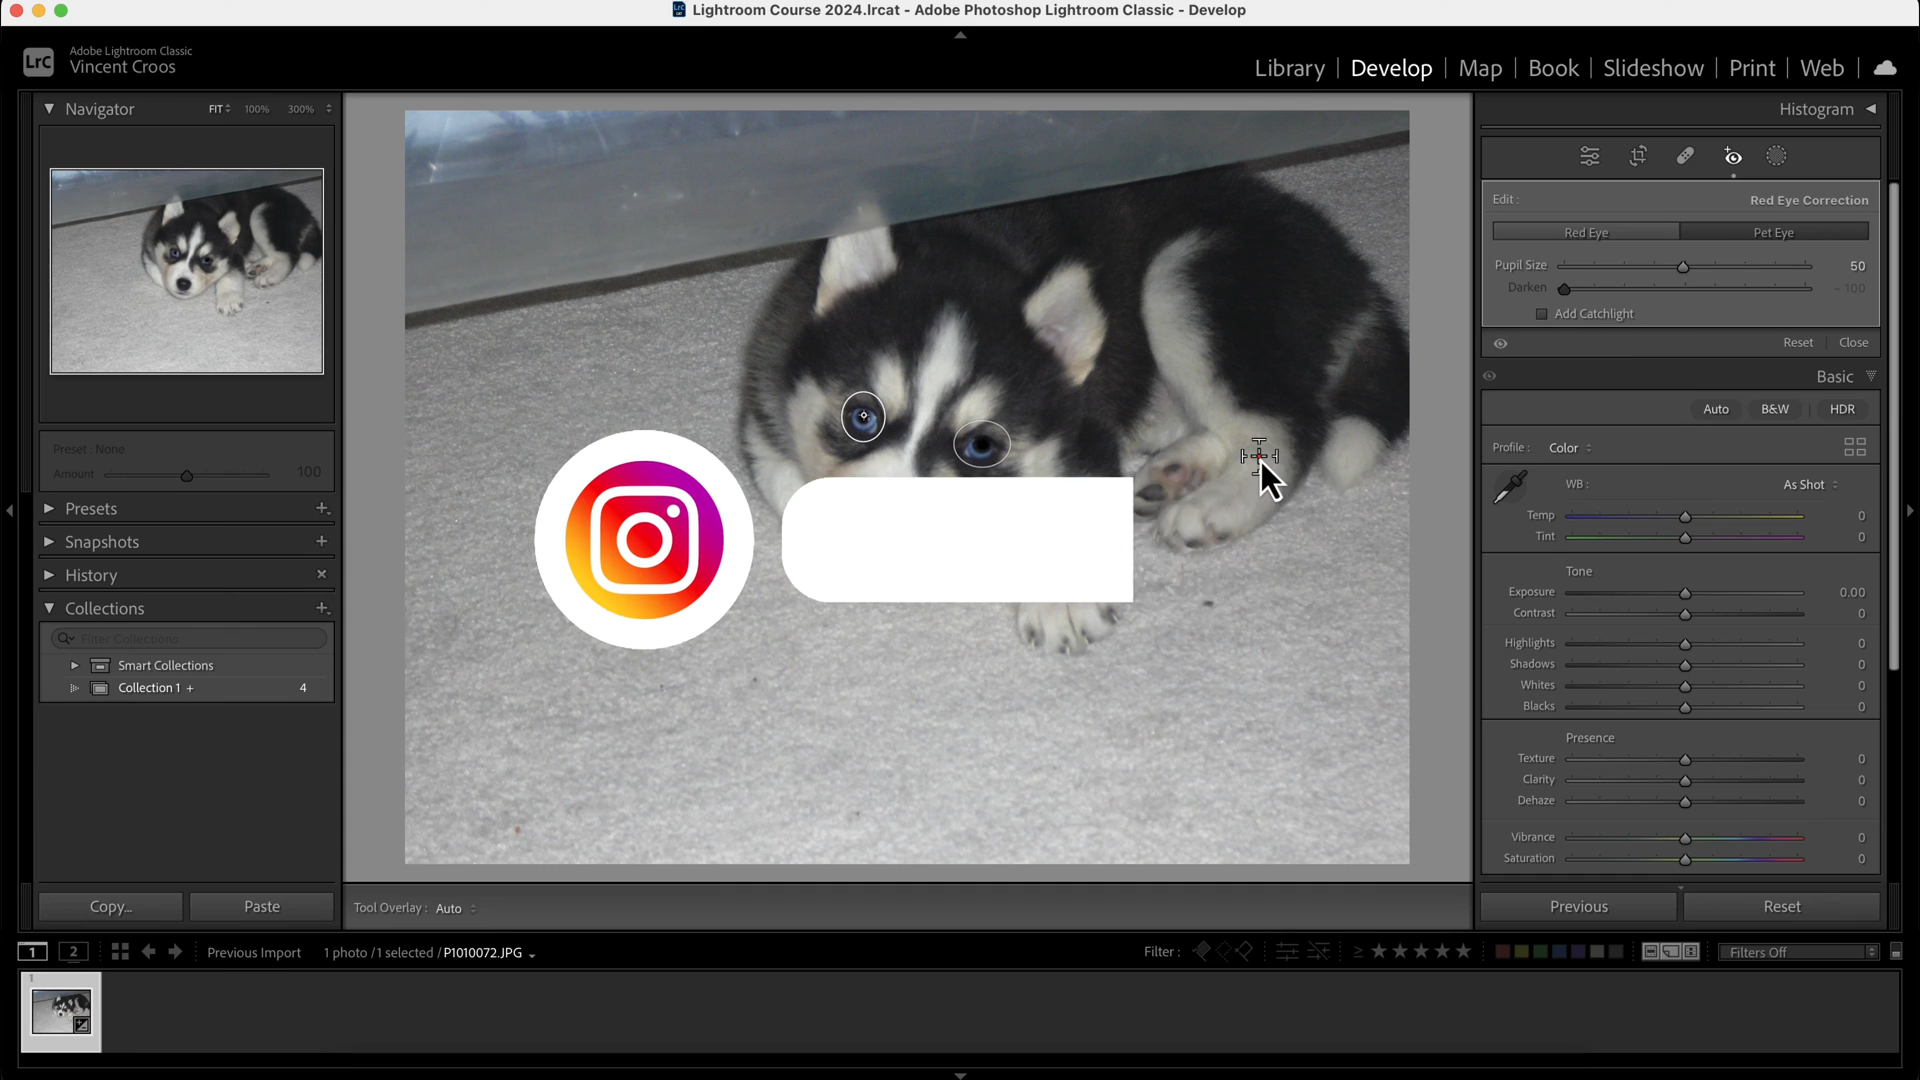 Lightroom Course 2024.lrcat - Adobe Photoshop Lightroom Classic - Develop
LrC
Adobe Lightroom Classic
Vincent Croos
Library
Develop
Map
Book
Slideshow
Print
Web
Navigator
FIT
100%
300%
Preset : None
Amount
100
Presets
Snapshots
History
Collections
Filter Collections
Smart Collections
Collection 1 +
4
Copy...
Paste
Tool Overlay : Auto
Histogram
Edit :
Red Eye Correction
Red Eye
Pet Eye
Pupil Size
50
Darken
- 100
Add Catchlight
Reset
Close
Basic
Auto
B&W
HDR
Profile :
Color
WB :
As Shot
Temp
0
Tint
0
Tone
Exposure
0.00
Contrast
0
Highlights
0
Shadows
0
Whites
0
Blacks
0
Presence
Texture
0
Clarity
0
Dehaze
0
Vibrance
0
Saturation
0
Previous
Reset
1
2
Previous Import
1 photo /1 selected /P1010072.JPG
Filter :
Filters Off
1